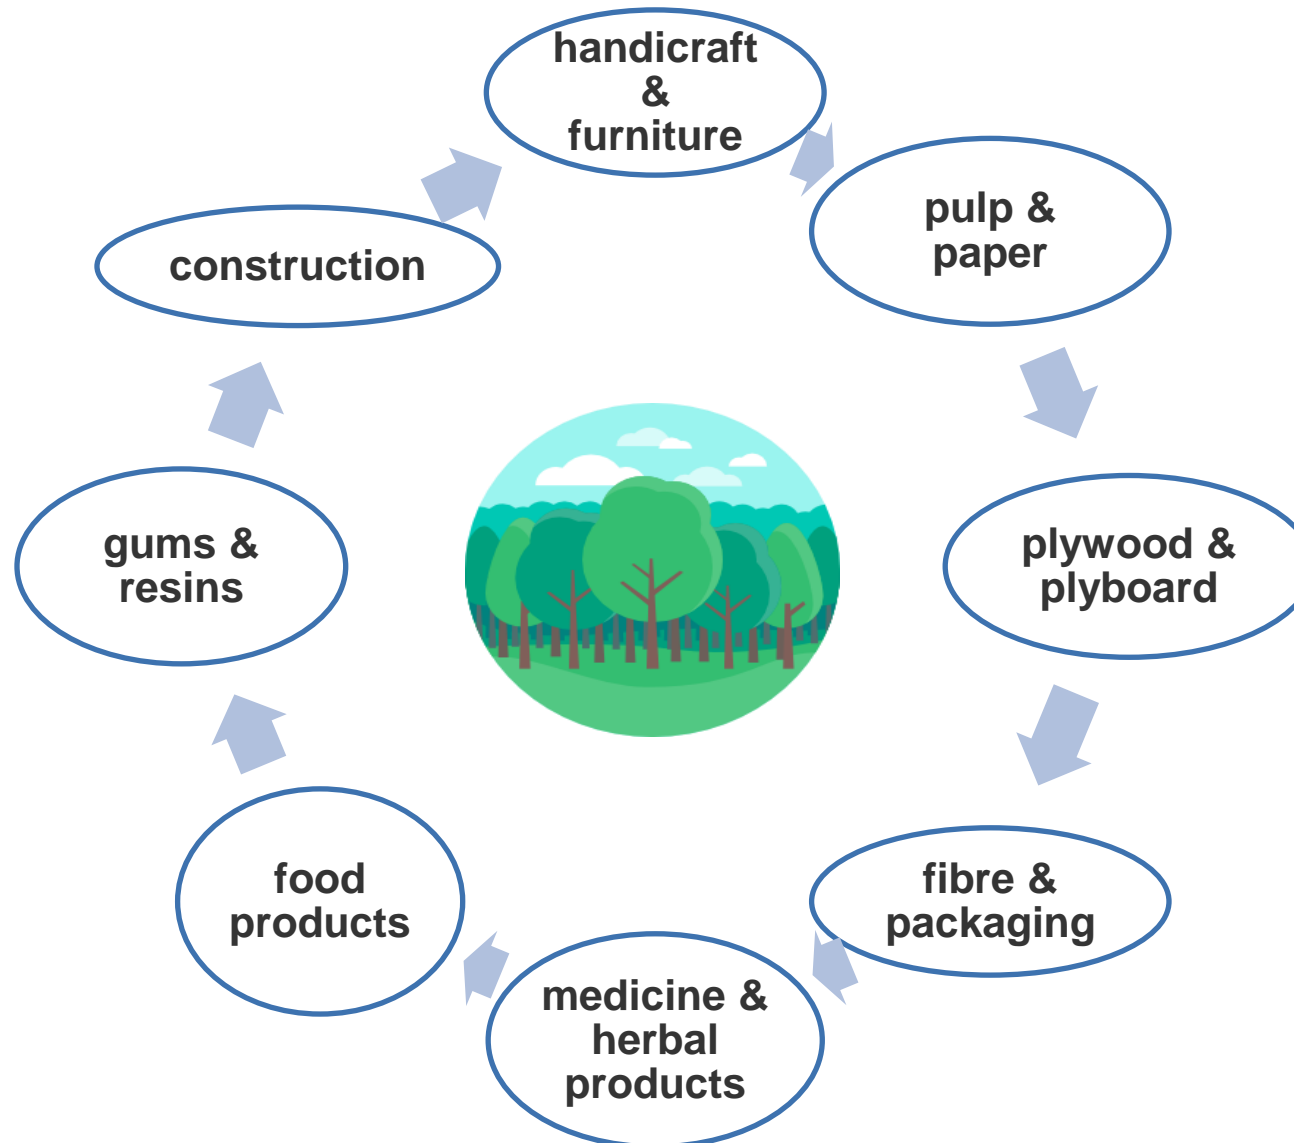 handicraft
&
furniture
pulp &
paper
plywood &
plyboard
fibre &
packaging
medicine &
herbal
products
food
products
gums &
resins
construction